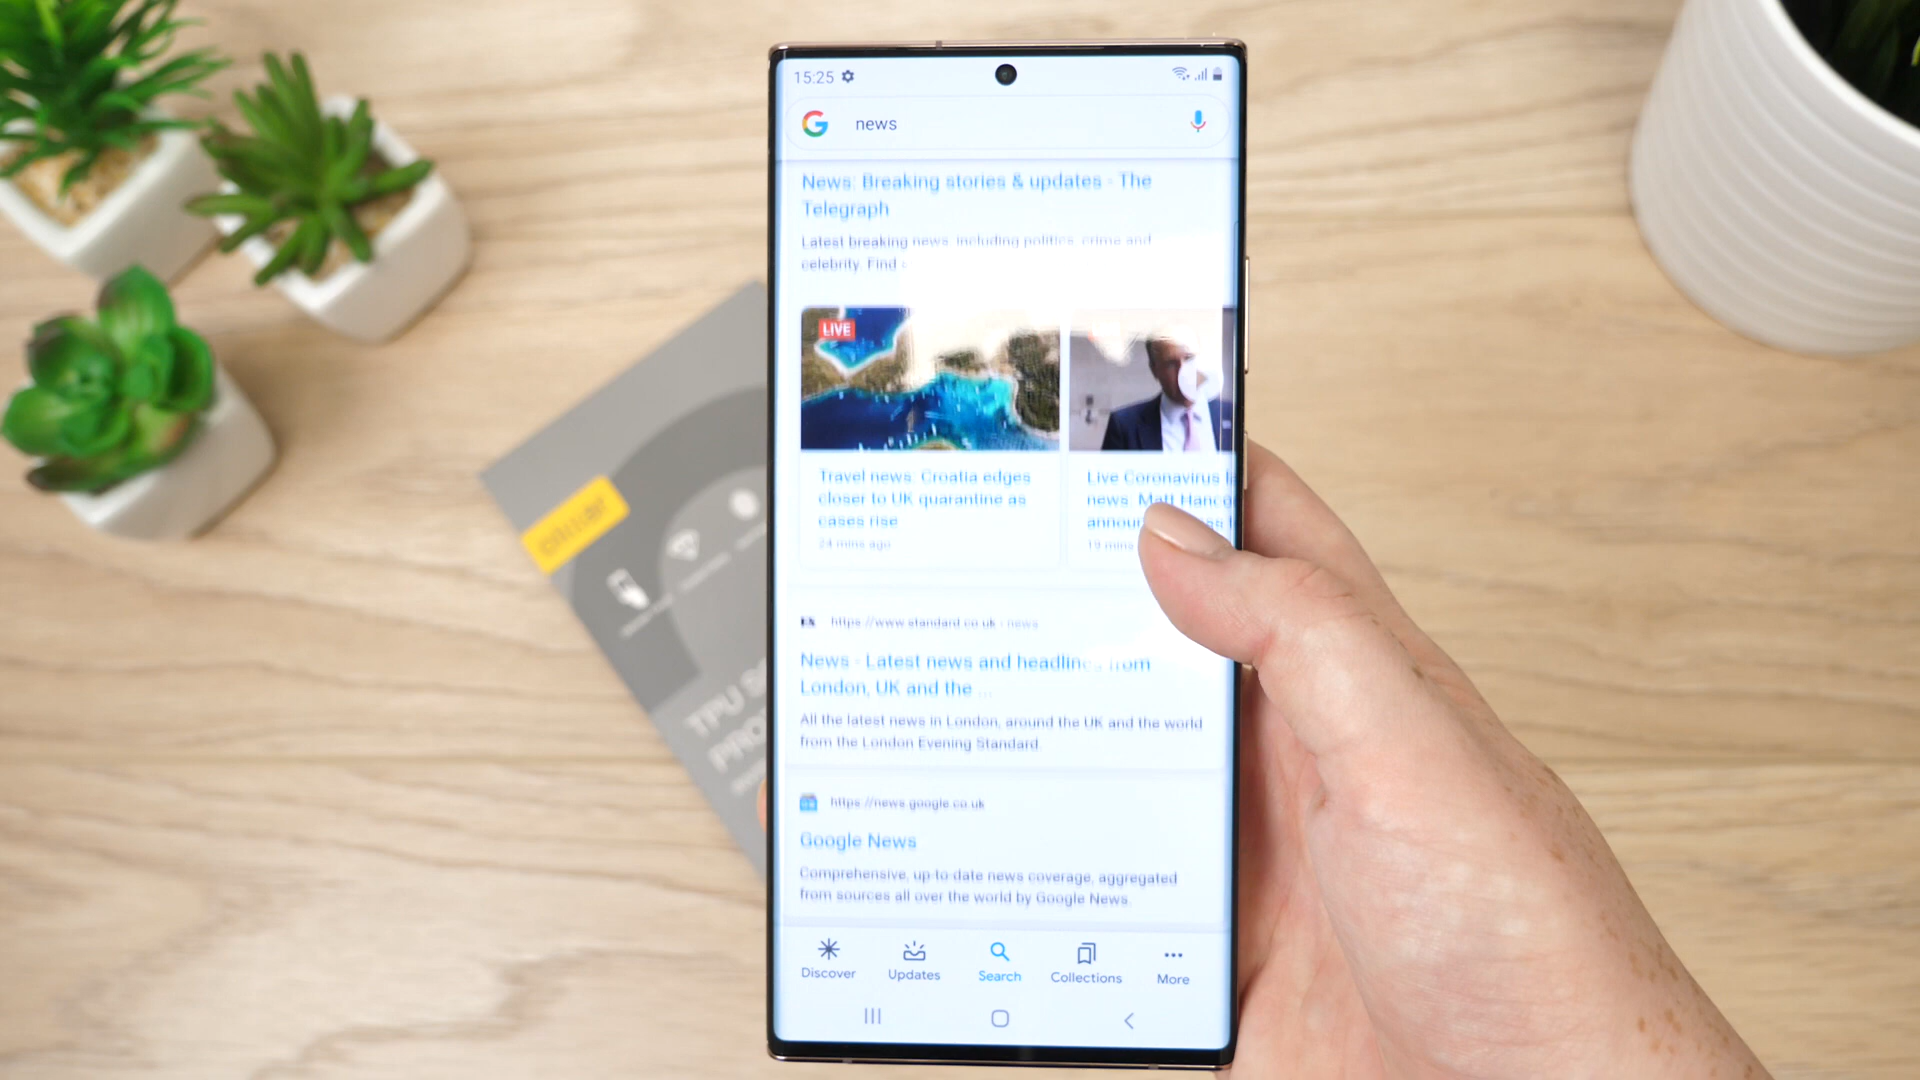 15:25
news
News: Breaking stories & updates - The
Telegraph
Latest breaking news, including politics, crime and
celebrity. Find
LIVE
Travel news: Croatia edges
closer to UK quarantine as
cases rise
24 mins ago
Live Coronavirus
news: Matt Hanco
19 mins
https://www.standard.co.uk › news
News - Latest news and headlines from
London, UK and the ...
All the latest news in London, around the UK and the world
from the London Evening Standard.
https://news.google.co.uk
Google News
Comprehensive, up-to-date news coverage, aggregated
from sources all over the world by Google News.
Discover
Updates
Search
Collections
More
TPU